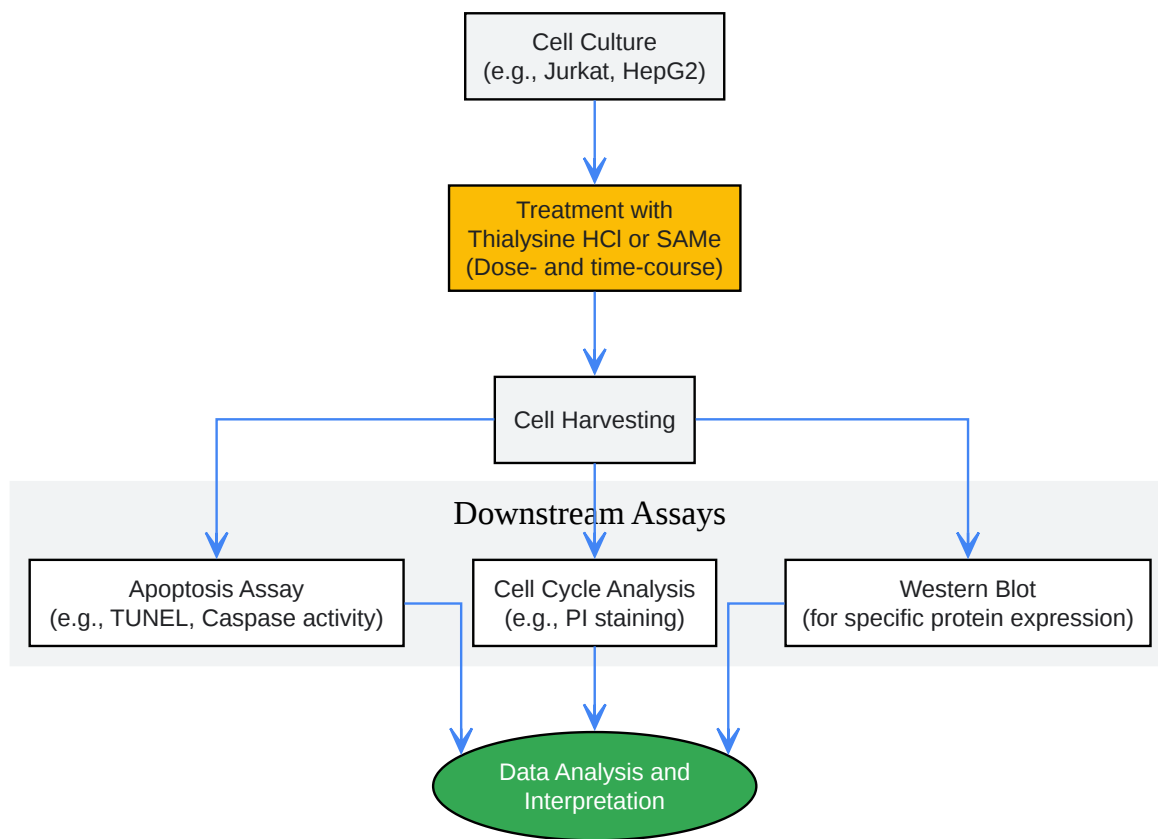 Cell Culture
(e.g., Jurkat, HepG2)
Treatment with
Thialysine HCl or SAMe
(Dose- and time-course)
Cell Harvesting
Downstream Assays
Apoptosis Assay
(e.g., TUNEL, Caspase activity)
Cell Cycle Analysis
(e.g., PI staining)
Western Blot
(for specific protein expression)
Data Analysis and
Interpretation